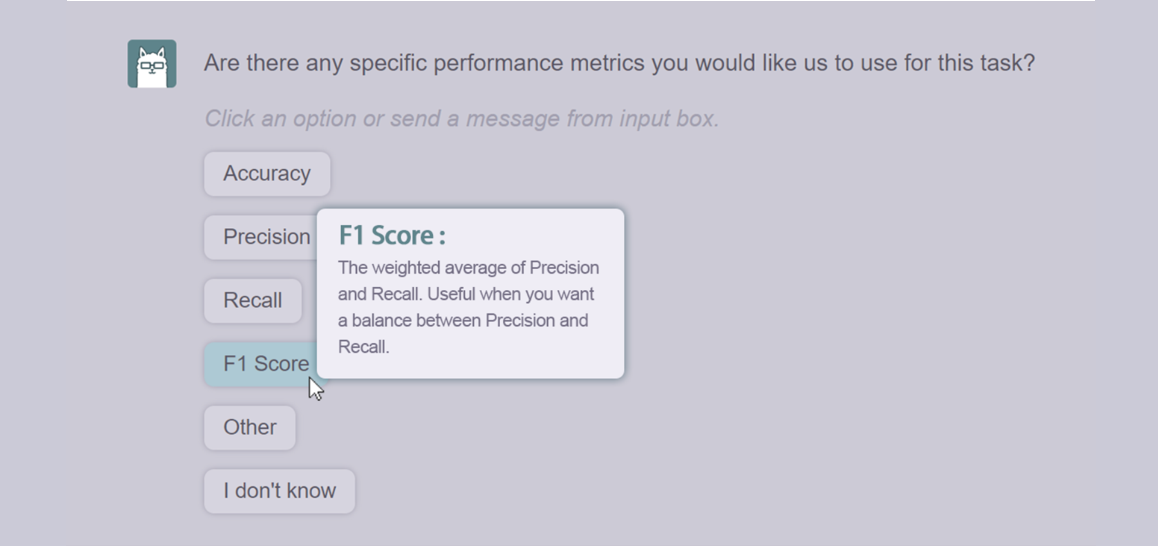 Are there any specific performance metrics you would like us to use for this task?
Click an option or send a message from input box.
Accuracy
Precision
F1 Score :
The weighted average of Precision
and Recall. Useful when you want
a balance between Precision and
Recall.
Recall
F1 Score
Other
I don't know